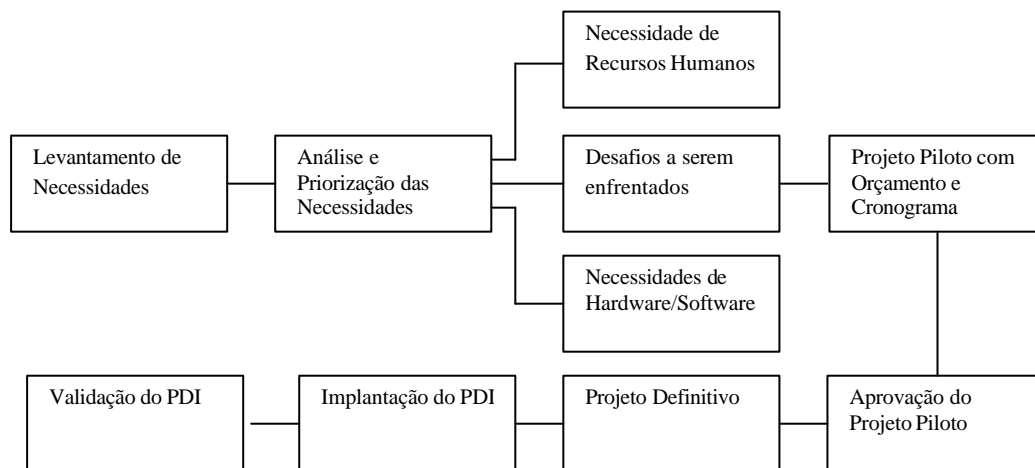 Necessidade de
Recursos Humanos
Levantamento de
Necessidades
Análise e
Priorização das
Necessidades
Desafios a serem
enfrentados
Projeto Piloto com
Orçamento e
Cronograma
Necessidades de
Hardware/Software
Validação do PDI
Implantação do PDI
Projeto Definitivo
Aprovação do
Projeto Piloto